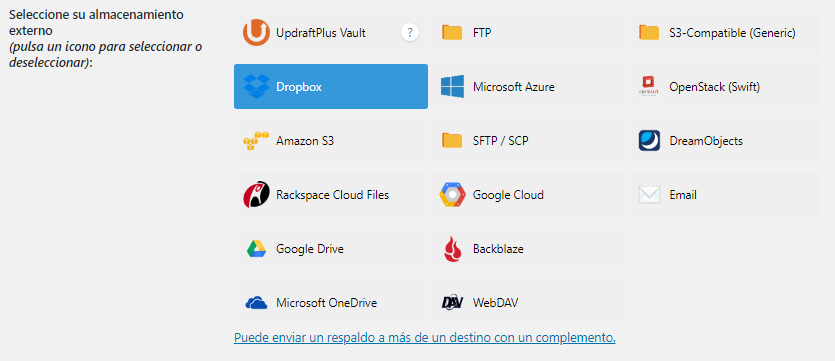 Seleccione su almacenamiento
externo
(pulsa un icono para seleccionar o
deseleccionar):
UpdraftPlus Vault ?
FTP
S3-Compatible (Generic)
Dropbox
Microsoft Azure
openstack
OpenStack (Swift)
Amazon S3
SFTP / SCP
DreamObjects
Rackspace Cloud Files
Google Cloud
Email
Google Drive
Backblaze
Microsoft OneDrive
DAV
WebDAV
Puede enviar un respaldo a más de un destino con un complemento.